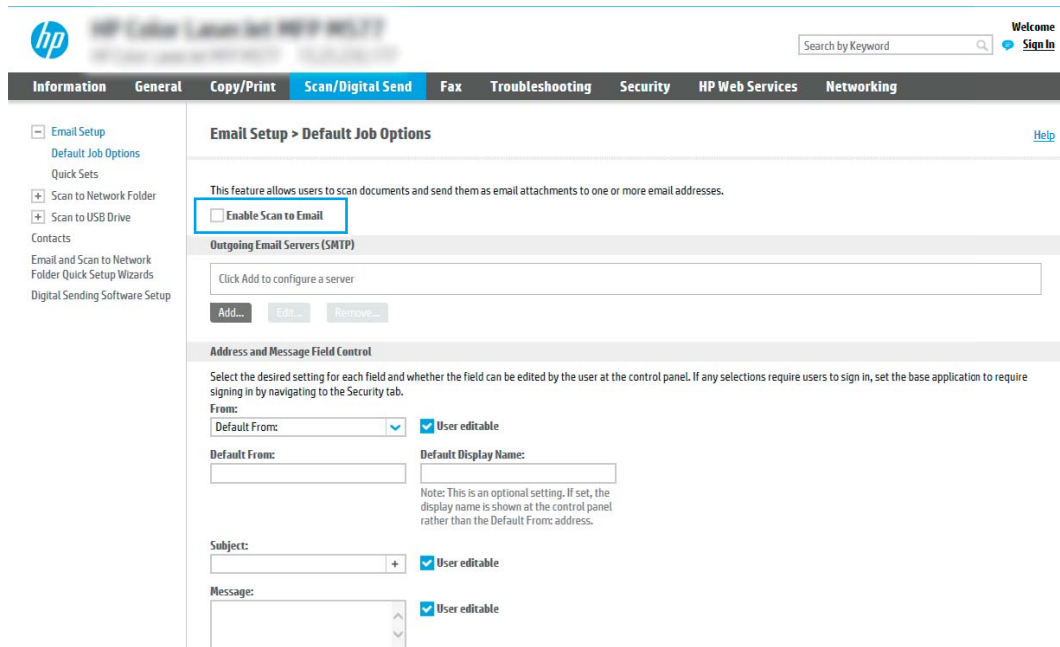 hp
Welcome
Search by Keyword
Sign In
Information General Copy/Print Scan/Digital Send Fax Troubleshooting Security HP Web Services Networking
Email Setup
Default Job Options
Quick Sets
Scan to Network Folder
Scan to USB Drive
Contacts
Email and Scan to Network
Folder Quick Setup Wizards
Digital Sending Software Setup
Email Setup > Default Job Options
Help
This feature allows users to scan documents and send them as email attachments to one or more email addresses.
Enable Scan to Email
Outgoing Email Servers (SMTP)
Click Add to configure a server
Add... Edit... Remove...
Address and Message Field Control
Select the desired setting for each field and whether the field can be edited by the user at the control panel. If any selections require users to sign in, set the base application to require
signing in by navigating to the Security tab.
From:
Default From: User editable
Default From: Default Display Name:
Note: This is an optional setting. If set, the
display name is shown at the control panel
rather than the Default From: address.
Subject:
+ User editable
Message:
User editable